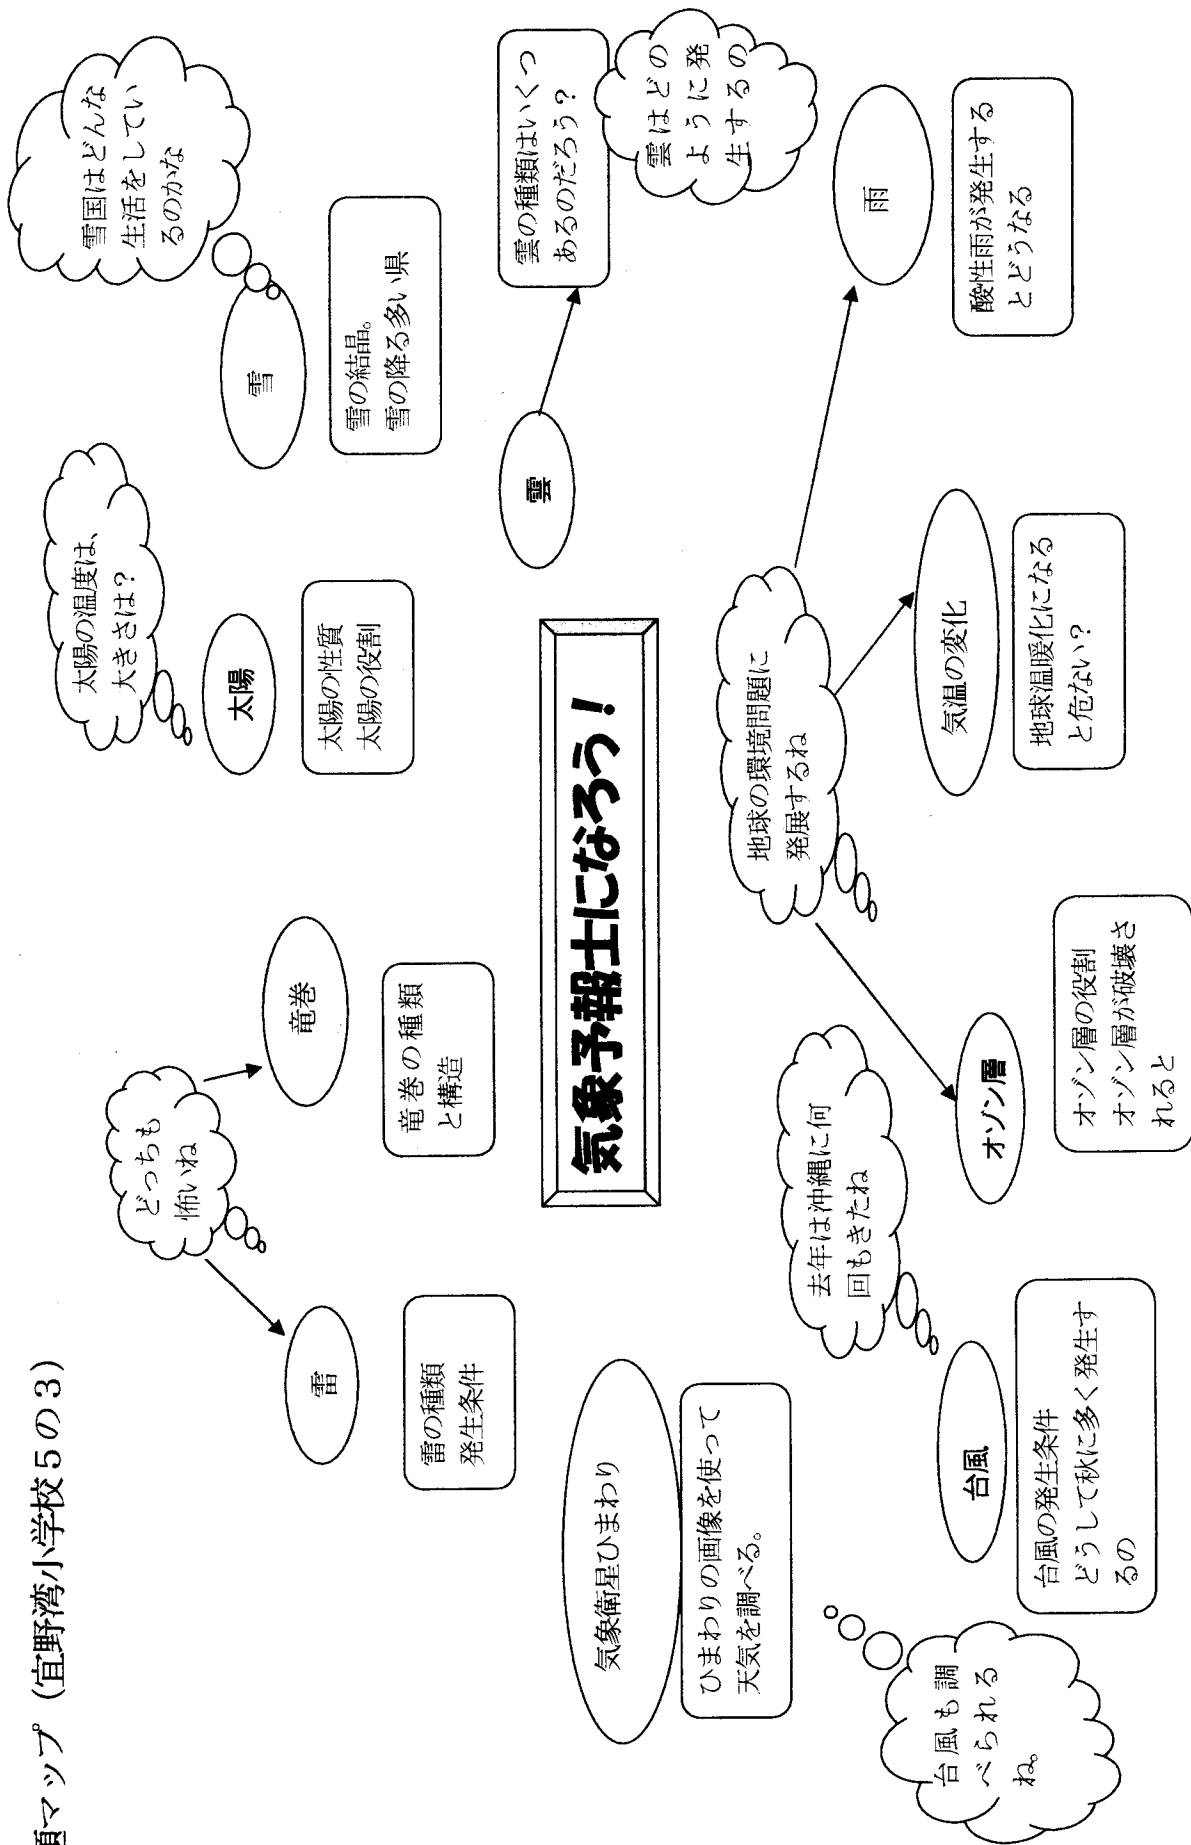 題マップ（宜野湾小学校５の３）
どっちも
怖いね
雷
雷の種類
発生条件
竜巻
竜巻の種類
と構造
太陽の温度は、
大きさは？
太陽
太陽の性質
太陽の役割
雪国はどんな
生活をしてい
るのかな
雪
雪の結晶。
雪の降る多い県
気象衛星ひまわり
ひまわりの画像を使って
天気を調べる。
気象予報士になろう！
雲
雲の種類はいくつ
あるのだろう？
雲はどの
ように発
生するの
台風も調
べられる
ね。
去年は沖縄に何
回もきたね
台風
台風の発生条件
どうして秋に多く発生す
るの
地球の環境問題に
発展するね
オゾン層
オゾン層の役割
オゾン層が破壊さ
れると
気温の変化
地球温暖化になる
と危ない？
雨
酸性雨が発生する
とどうなる